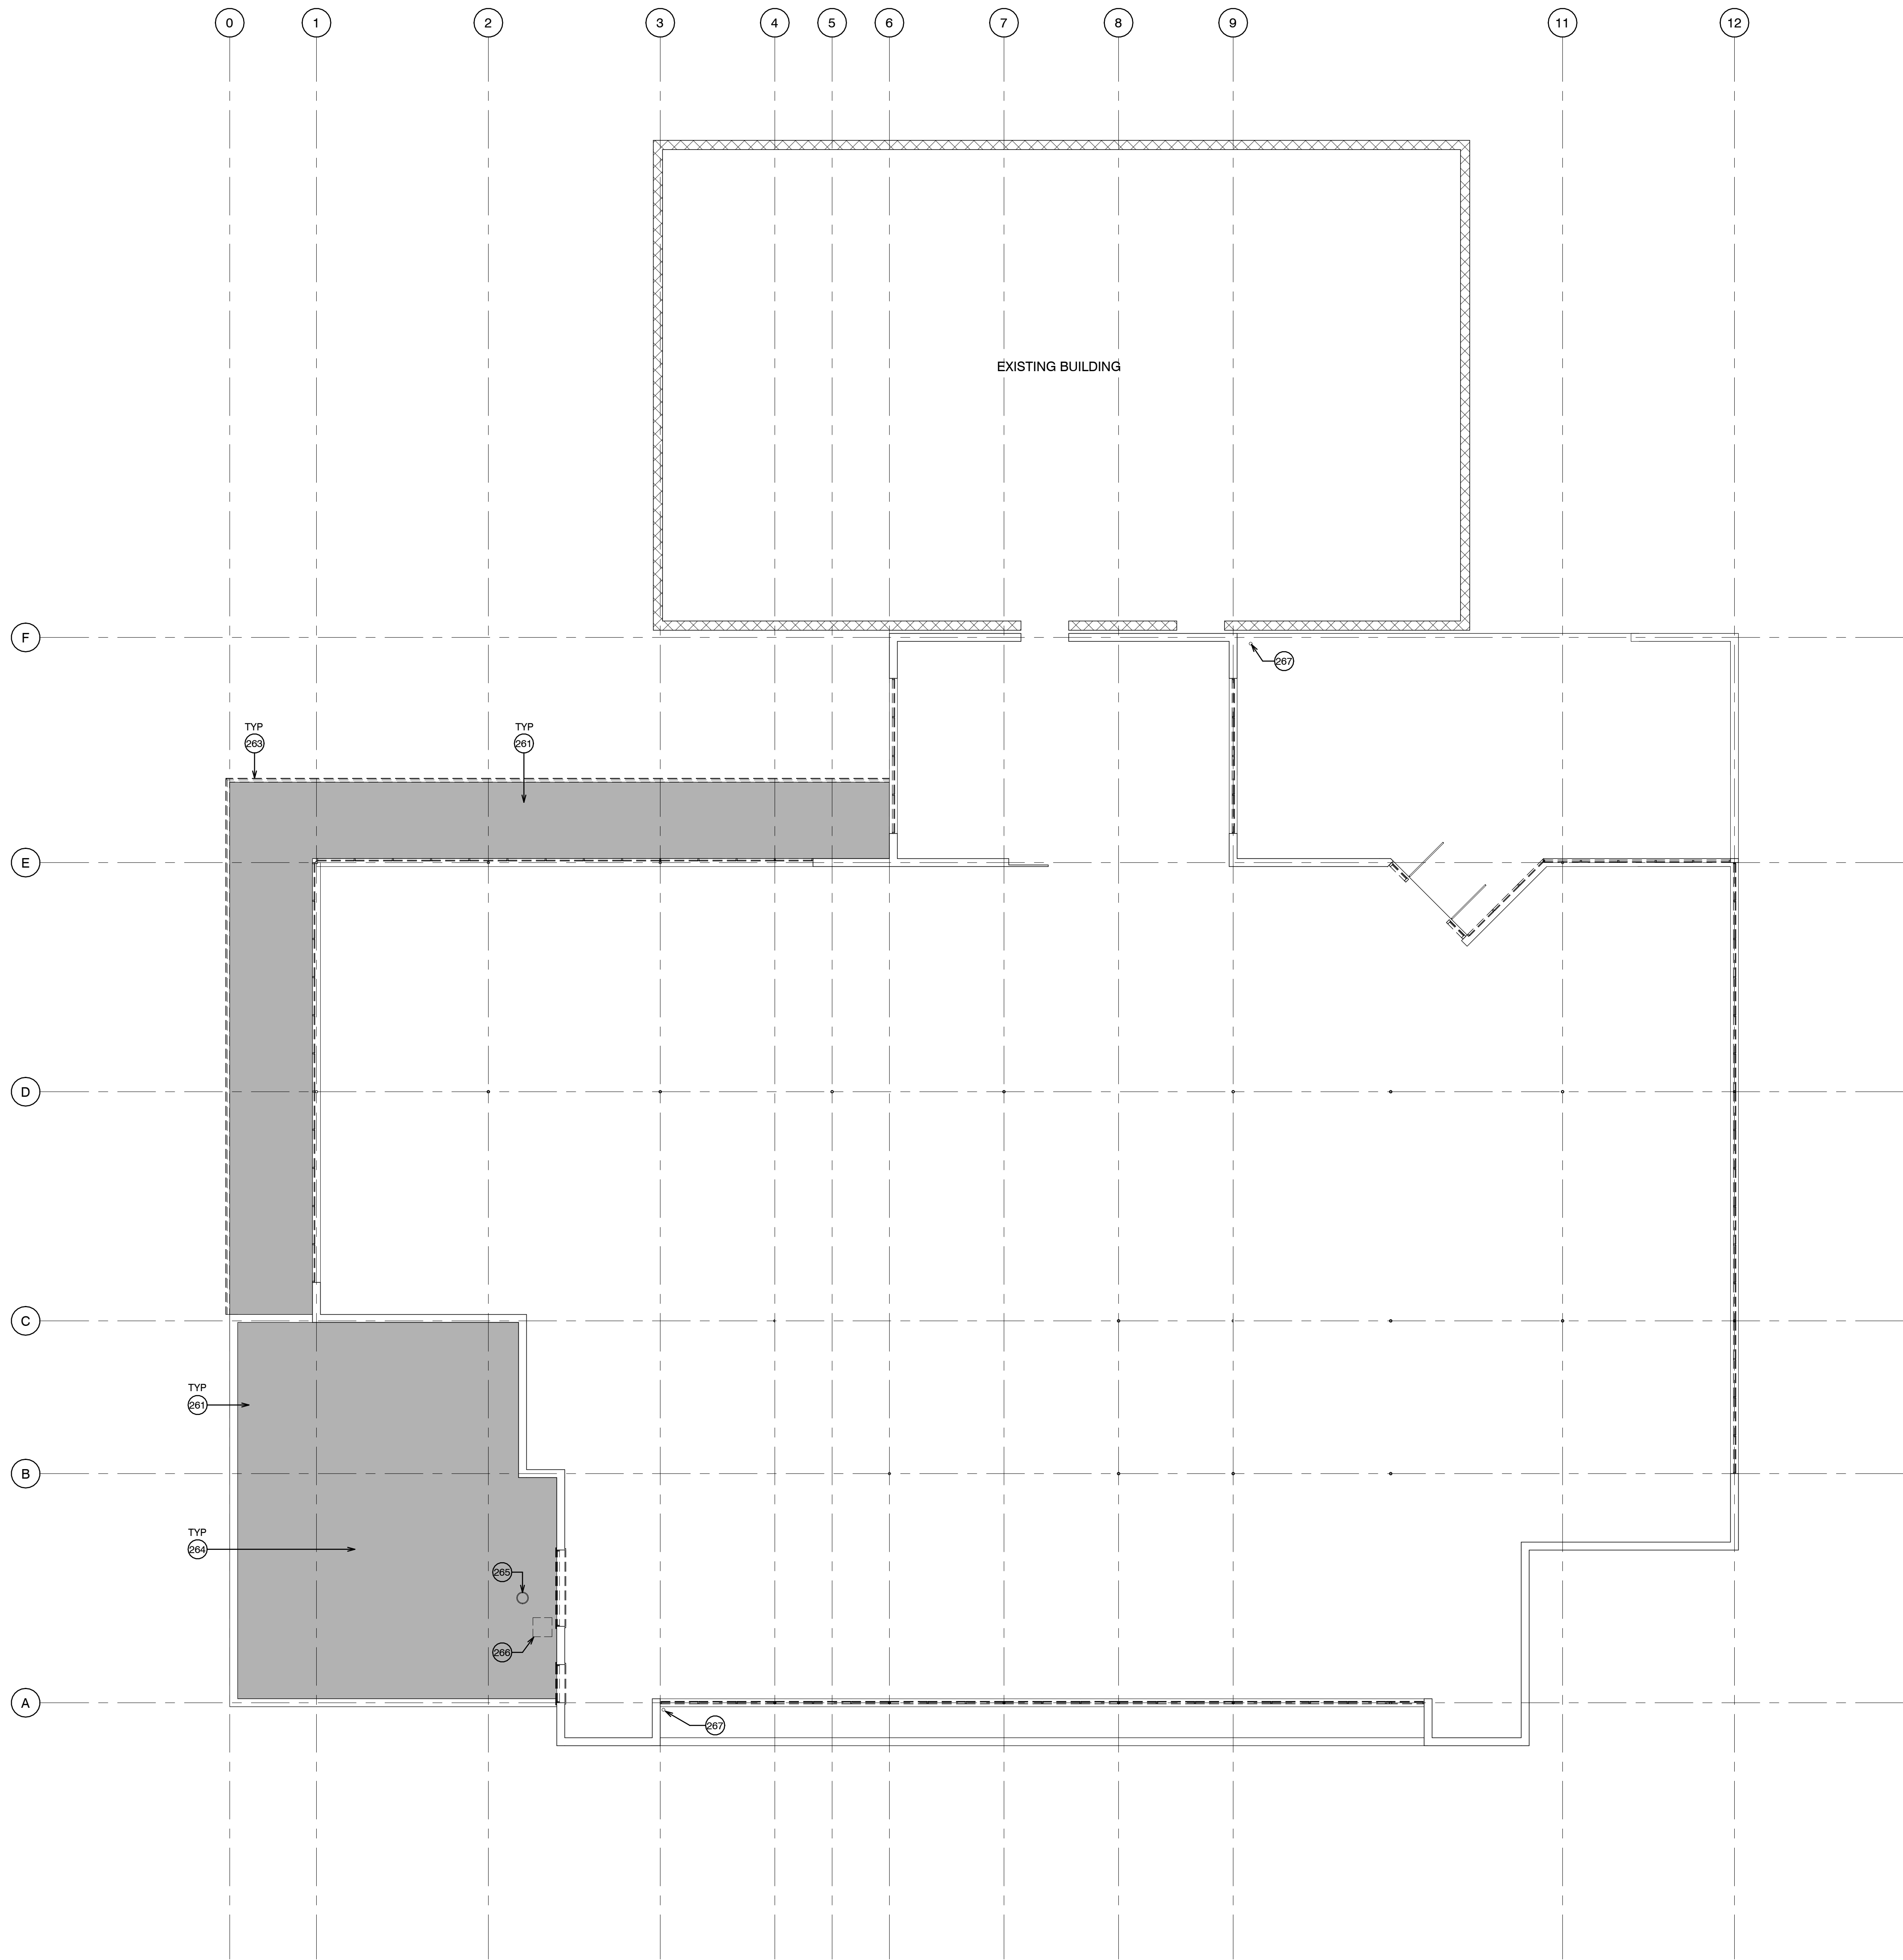 0 1 2 3 4 5 6 7 8 9 11 12
EXISTING BUILDING
F
267
TYP TYP
263 261
E
D
C
TYP
261
B
TYP
264
265
266
A
267